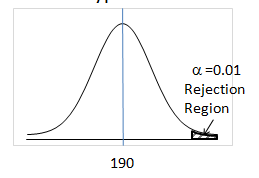 α =0.01
Rejection
Region
190